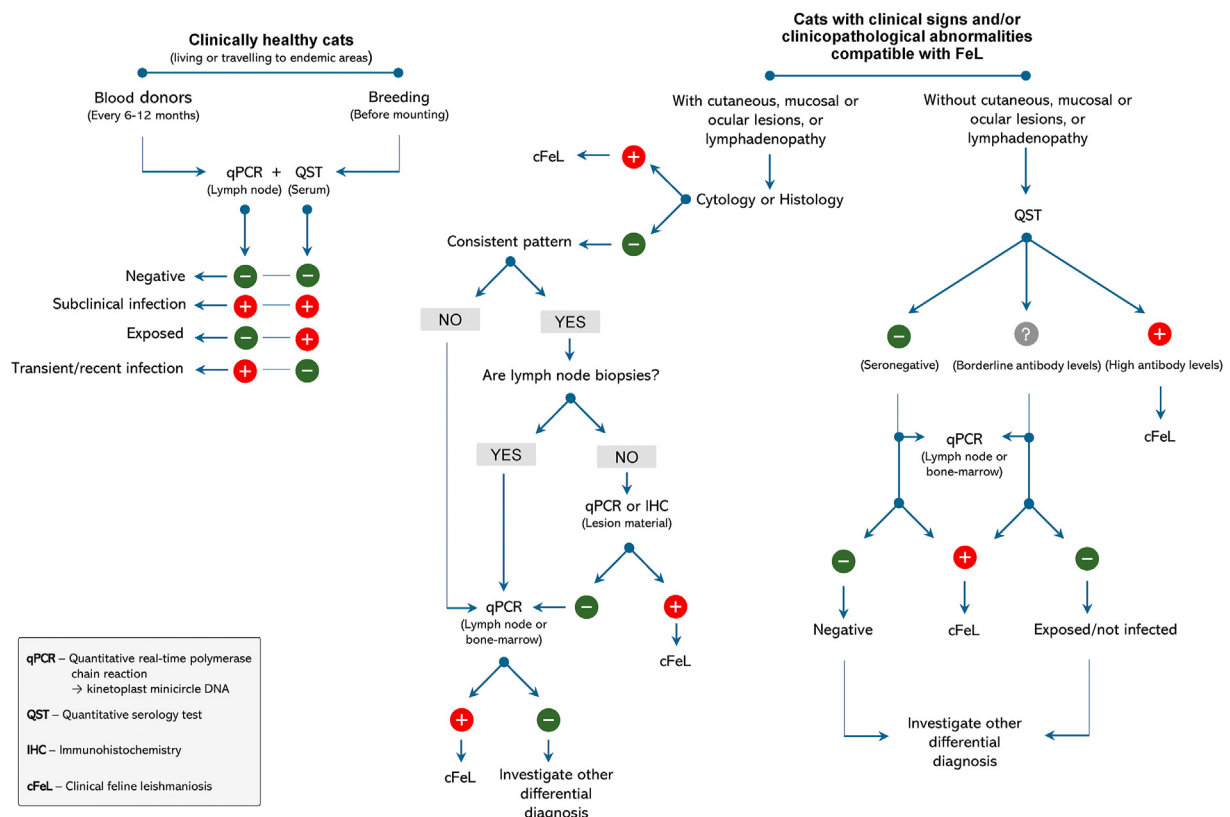 Clinically healthy cats
(living or travelling to endemic areas)
Blood donors
(Every 6-12 months)
Breeding
(Before mounting)
qPCR + QST
(Lymph node) (Serum)
Negative
− −
Subclinical infection
+ +
Exposed
− +
Transient/recent infection
+ −
Cats with clinical signs and/or
clinicopathological abnormalities
compatible with FeL
With cutaneous, mucosal or
ocular lesions, or
lymphadenopathy
Cytology or Histology
+
cFeL
−
Consistent pattern
NO
YES
Are lymph node biopsies?
YES
NO
qPCR or IHC
(Lesion material)
−
+
cFeL
qPCR
(Lymph node or
bone-marrow)
+
−
cFeL
Investigate other
differential
diagnosis
Without cutaneous, mucosal or
ocular lesions, or
lymphadenopathy
QST
−
?
+
(Seronegative)
(Borderline antibody levels)
(High antibody levels)
cFeL
qPCR
(Lymph node or
bone-marrow)
−
+
−
Negative
cFeL
Exposed/not infected
Investigate other
differential
diagnosis
qPCR – Quantitative real-time polymerase
chain reaction
→ kinetoplast minicircle DNA
QST – Quantitative serology test
IHC – Immunohistochemistry
cFeL – Clinical feline leishmaniosis